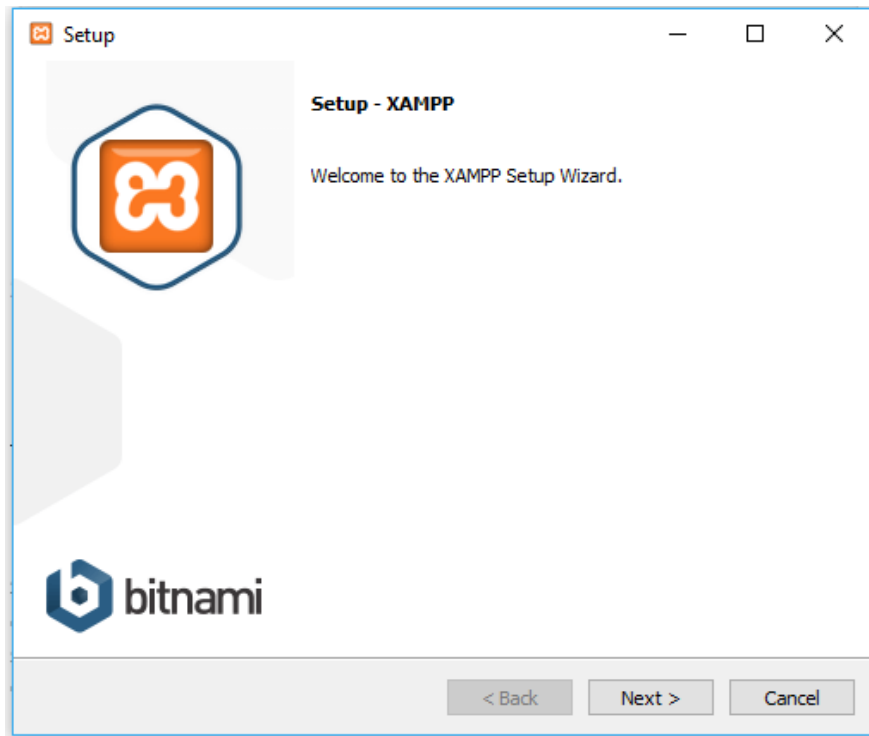 Setup
Setup - XAMPP
Welcome to the XAMPP Setup Wizard.
bitnami
< Back
Next >
Cancel